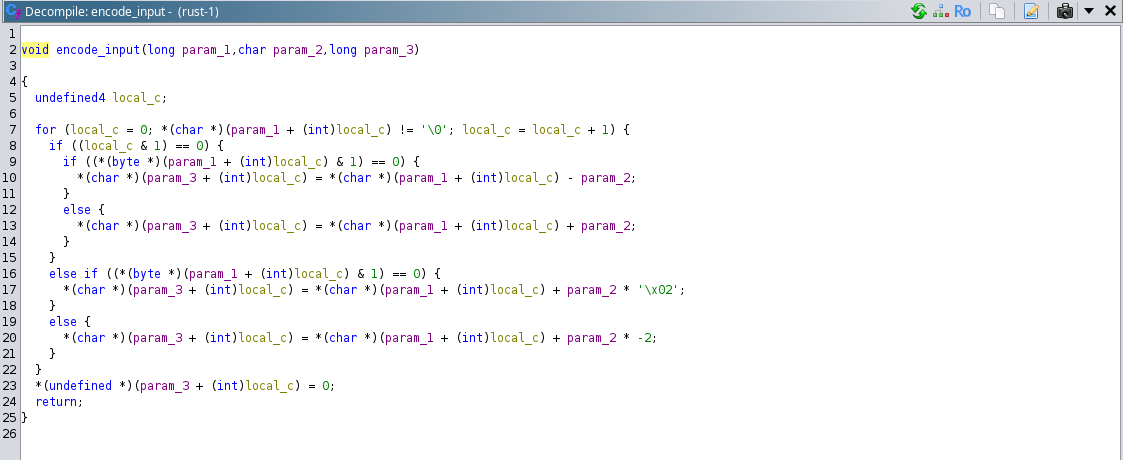 Decompile: encode_input - (rust-1)
Ro
1
2 void encode_input(long param_1,char param_2,long param_3)
3
4 {
5 undefined4 local_c;
6
7 for (local_c = 0; *(char *)(param_1 + (int)local_c) != '\0'; local_c = local_c + 1) {
8 if ((local_c & 1) == 0) {
9 if ((*(byte *)(param_1 + (int)local_c) & 1) == 0) {
10 *(char *)(param_3 + (int)local_c) = *(char *)(param_1 + (int)local_c) - param_2;
11 }
12 else {
13 *(char *)(param_3 + (int)local_c) = *(char *)(param_1 + (int)local_c) + param_2;
14 }
15 }
16 else if ((*(byte *)(param_1 + (int)local_c) & 1) == 0) {
17 *(char *)(param_3 + (int)local_c) = *(char *)(param_1 + (int)local_c) + param_2 * '\x02';
18 }
19 else {
20 *(char *)(param_3 + (int)local_c) = *(char *)(param_1 + (int)local_c) + param_2 * -2;
21 }
22 }
23 *(undefined *)(param_3 + (int)local_c) = 0;
24 return;
25 }
26